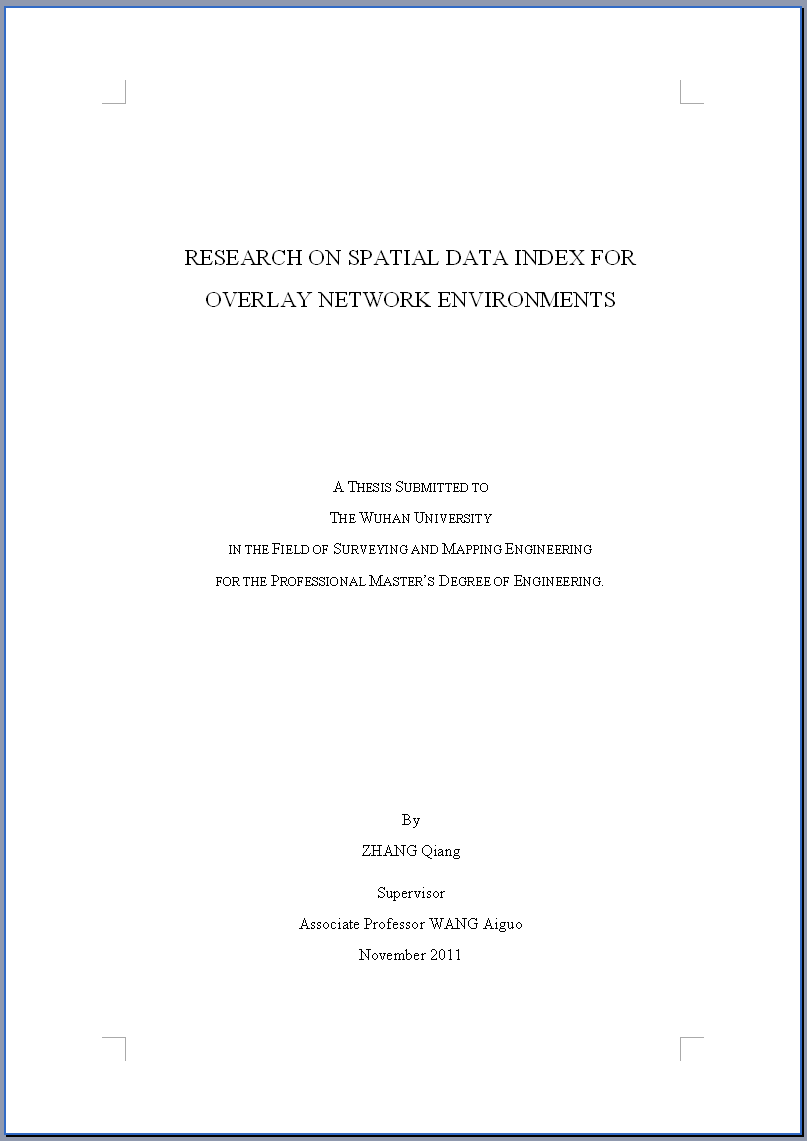 RESEARCH ON SPATIAL DATA INDEX FOR
OVERLAY NETWORK ENVIRONMENTS
A THESIS SUBMITTED TO
THE WUHAN UNIVERSITY
IN THE FIELD OF SURVEYING AND MAPPING ENGINEERING
FOR THE PROFESSIONAL MASTER’S DEGREE OF ENGINEERING.
By
ZHANG Qiang
Supervisor
Associate Professor WANG Aiguo
November 2011